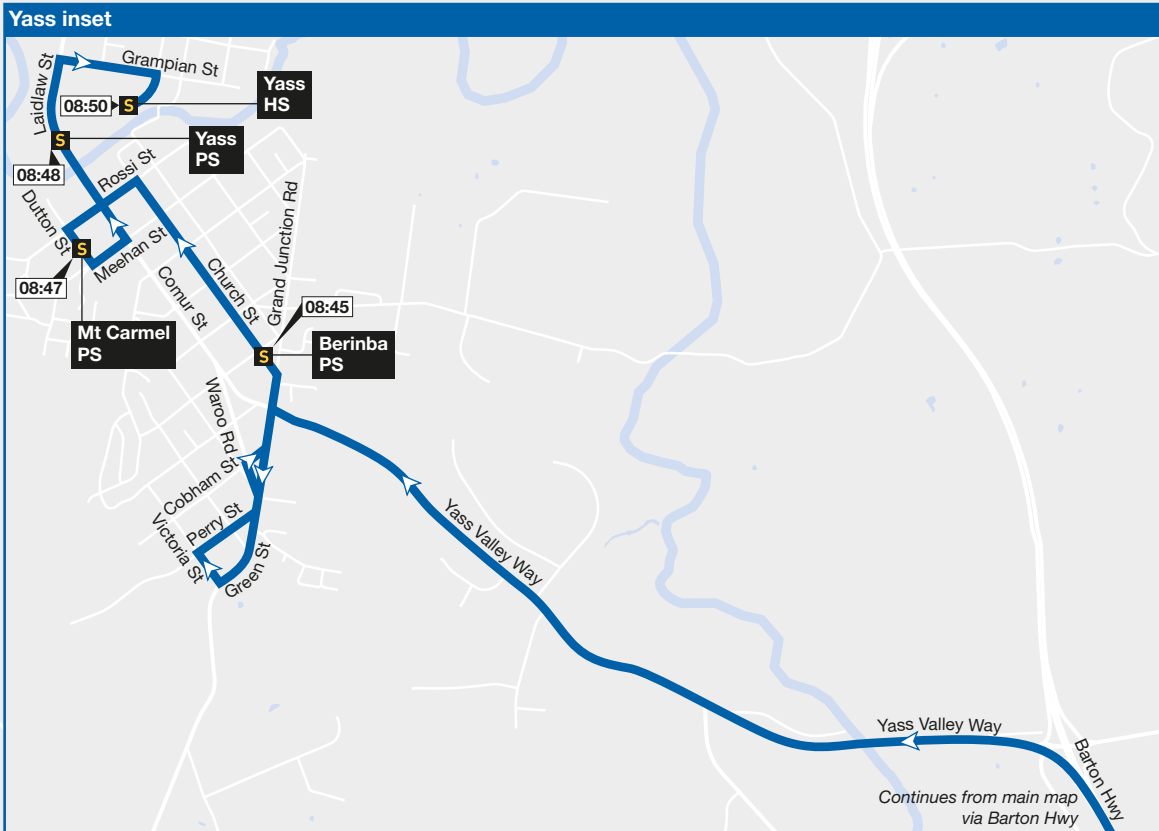 Yass inset
Laidlaw St
Grampian St
Yass
HS
08:50
S
S
Yass
PS
08:48
Rossi St
Dutton St
S
Meehan St
08:47
Grand Junction Rd
Church St
Comur St
08:45
Mt Carmel
PS
S
Berinba
PS
Waroo Rd
Cobham St
Perry St
Victoria St
Green St
Yass Valley Way
Yass Valley Way
Barton Hwy
Continues from main map
via Barton Hwy